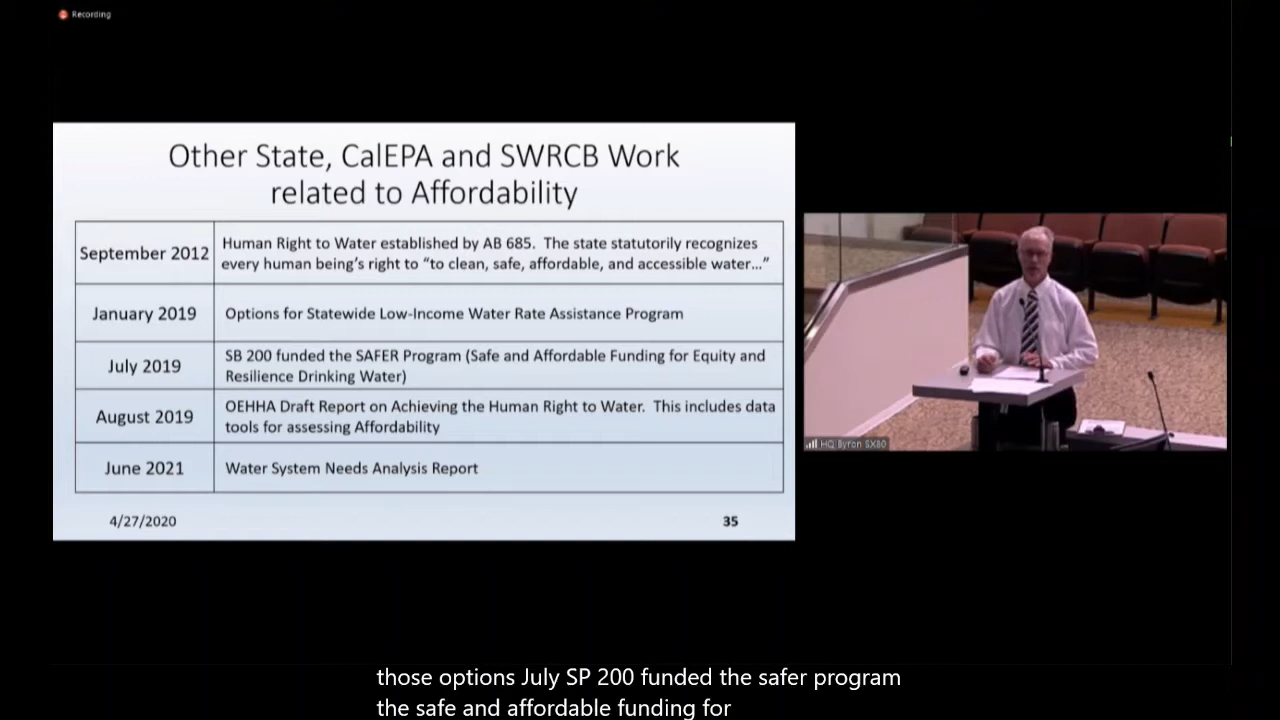 Recording
Other State, CalEPA and SWRCB Work
related to Affordability
September 2012
Human Right to Water established by AB 685. The state statutorily recognizes
every human being's right to "to clean, safe, affordable, and accessible water…"
January 2019
Options for Statewide Low-Income Water Rate Assistance Program
July 2019
SB 200 funded the SAFER Program (Safe and Affordable Funding for Equity and
Resilience Drinking Water)
August 2019
OEHHA Draft Report on Achieving the Human Right to Water. This includes data
tools for assessing Affordability
June 2021
Water System Needs Analysis Report
4/27/2020
35
HQ Byron SX80
those options July SP 200 funded the safer program
the safe and affordable funding for